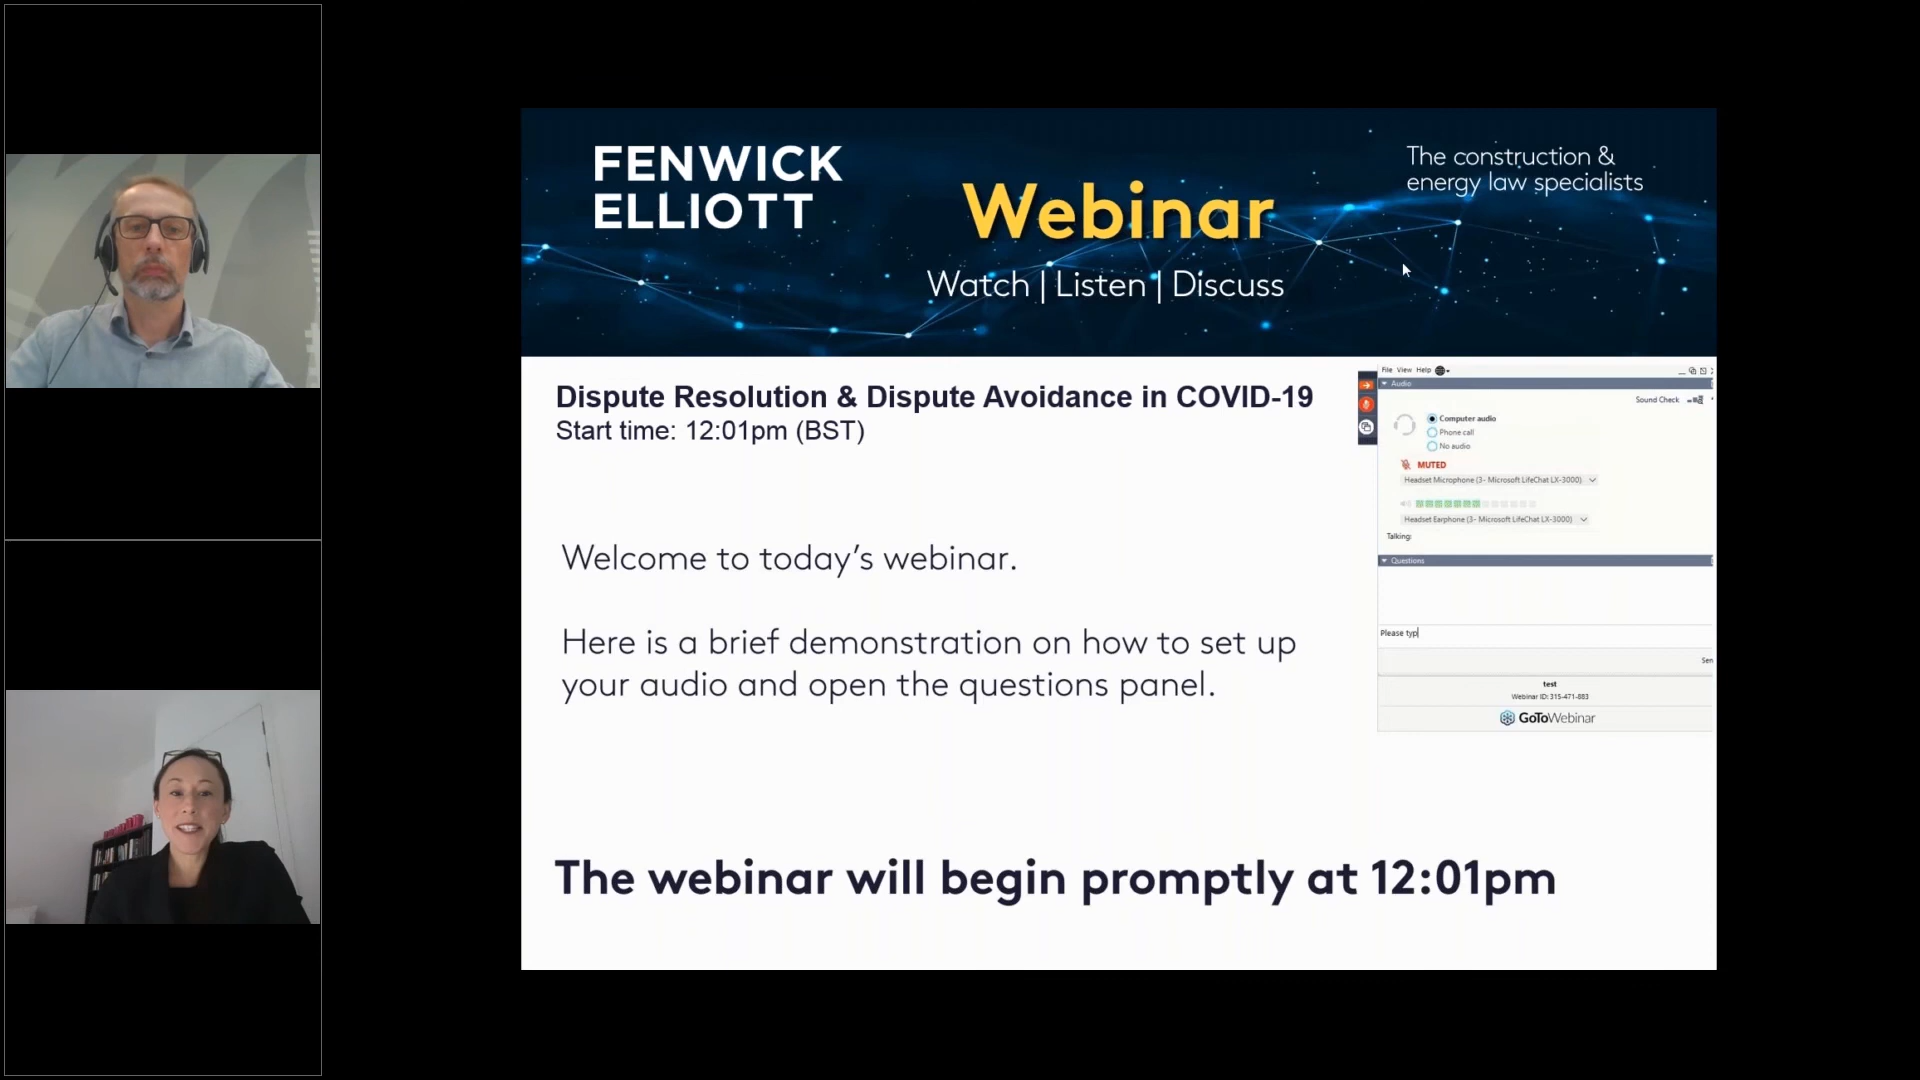 FENWICK
ELLIOTT
Webinar
Watch | Listen | Discuss
The construction &
energy law specialists
Dispute Resolution & Dispute Avoidance in COVID-19
Start time: 12:01pm (BST)
Welcome to today's webinar.
Here is a brief demonstration on how to set up
your audio and open the questions panel.
The webinar will begin promptly at 12:01pm
File View Help
Audio
Sound Check
Computer audio
Phone call
No audio
MUTED
Headset Microphone (3- Microsoft LifeChat LX-3000)
Headset Earphone (3- Microsoft LifeChat LX-3000)
Talking:
Questions
Please typ
Sen
test
Webinar ID: 315-471-883
GoToWebinar